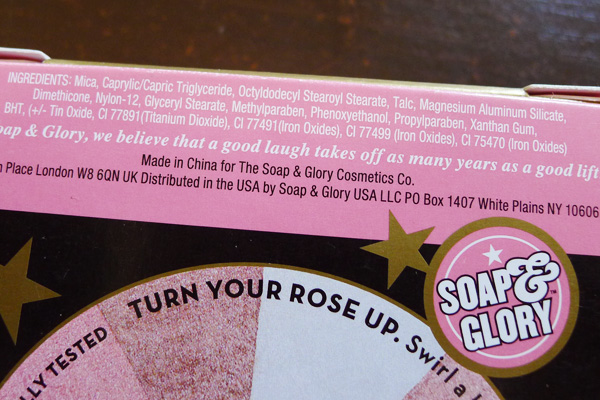 INGREDIENTS: Mica, Caprylic/Capric Triglyceride, Octyldodecyl Stearoyl Stearate, Talc, Magnesium Aluminum Silicate,
Dimethicone, Nylon-12, Glyceryl Stearate, Methylparaben, Phenoxyethanol, Propylparaben, Xanthan Gum,
BHT, (+/- Tin Oxide, CI 77891(Titanium Dioxide), CI 77491(Iron Oxides), CI 77499 (Iron Oxides), CI 75470 (Iron Oxides)
oap & Glory, we believe that a good laugh takes off as many years as a good lift
Made in China for The Soap & Glory Cosmetics Co.
n Place London W8 6QN UK Distributed in the USA by Soap & Glory USA LLC PO Box 1407 White Plains NY 10606
SOAP &
GLORY
TM
LLY TESTED
TURN YOUR ROSE UP. Swirl a